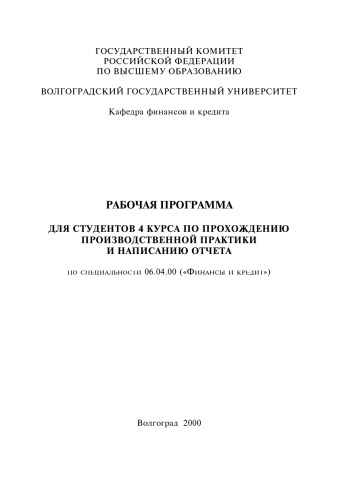 ГОСУДАРСТВЕННЫЙ КОМИТЕТ
РОССИЙСКОЙ ФЕДЕРАЦИИ
ПО ВЫСШЕМУ ОБРАЗОВАНИЮ
ВОЛГОГРАДСКИЙ ГОСУДАРСТВЕННЫЙ УНИВЕРСИТЕТ
Кафедра финансов и кредита
РАБОЧАЯ ПРОГРАММА
ДЛЯ СТУДЕНТОВ 4 КУРСА ПО ПРОХОЖДЕНИЮ
ПРОИЗВОДСТВЕННОЙ ПРАКТИКИ
И НАПИСАНИЮ ОТЧЕТА
ПО СПЕЦИАЛЬНОСТИ 06.04.00 («ФИНАНСЫ И КРЕДИТ»)
Волгоград 2000